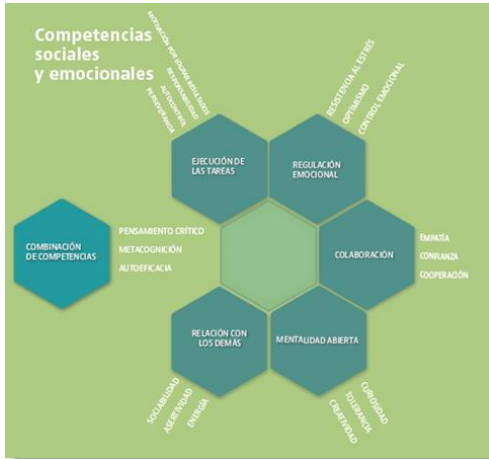 Competencias
sociales
y emocionales
MOTIVACIÓN POR LOGRAR RESULTADOS
RESPONSABILIDAD
AUTOCONTROL
PERSEVERANCIA
RESISTENCIA AL ESTRÉS
OPTIMISMO
CONTROL EMOCIONAL
EJECUCIÓN DE
LAS TAREAS
REGULACIÓN
EMOCIONAL
COMBINACIÓN
DE COMPETENCIAS
PENSAMIENTO CRÍTICO
METACOGNICIÓN
AUTOEFICACIA
COLABORACIÓN
EMPATÍA
CONFIANZA
COOPERACIÓN
RELACIÓN CON
LOS DEMÁS
MENTALIDAD ABIERTA
SOCIABILIDAD
ASERTIVIDAD
ENERGÍA
CURIOSIDAD
TOLERANCIA
CREATIVIDAD